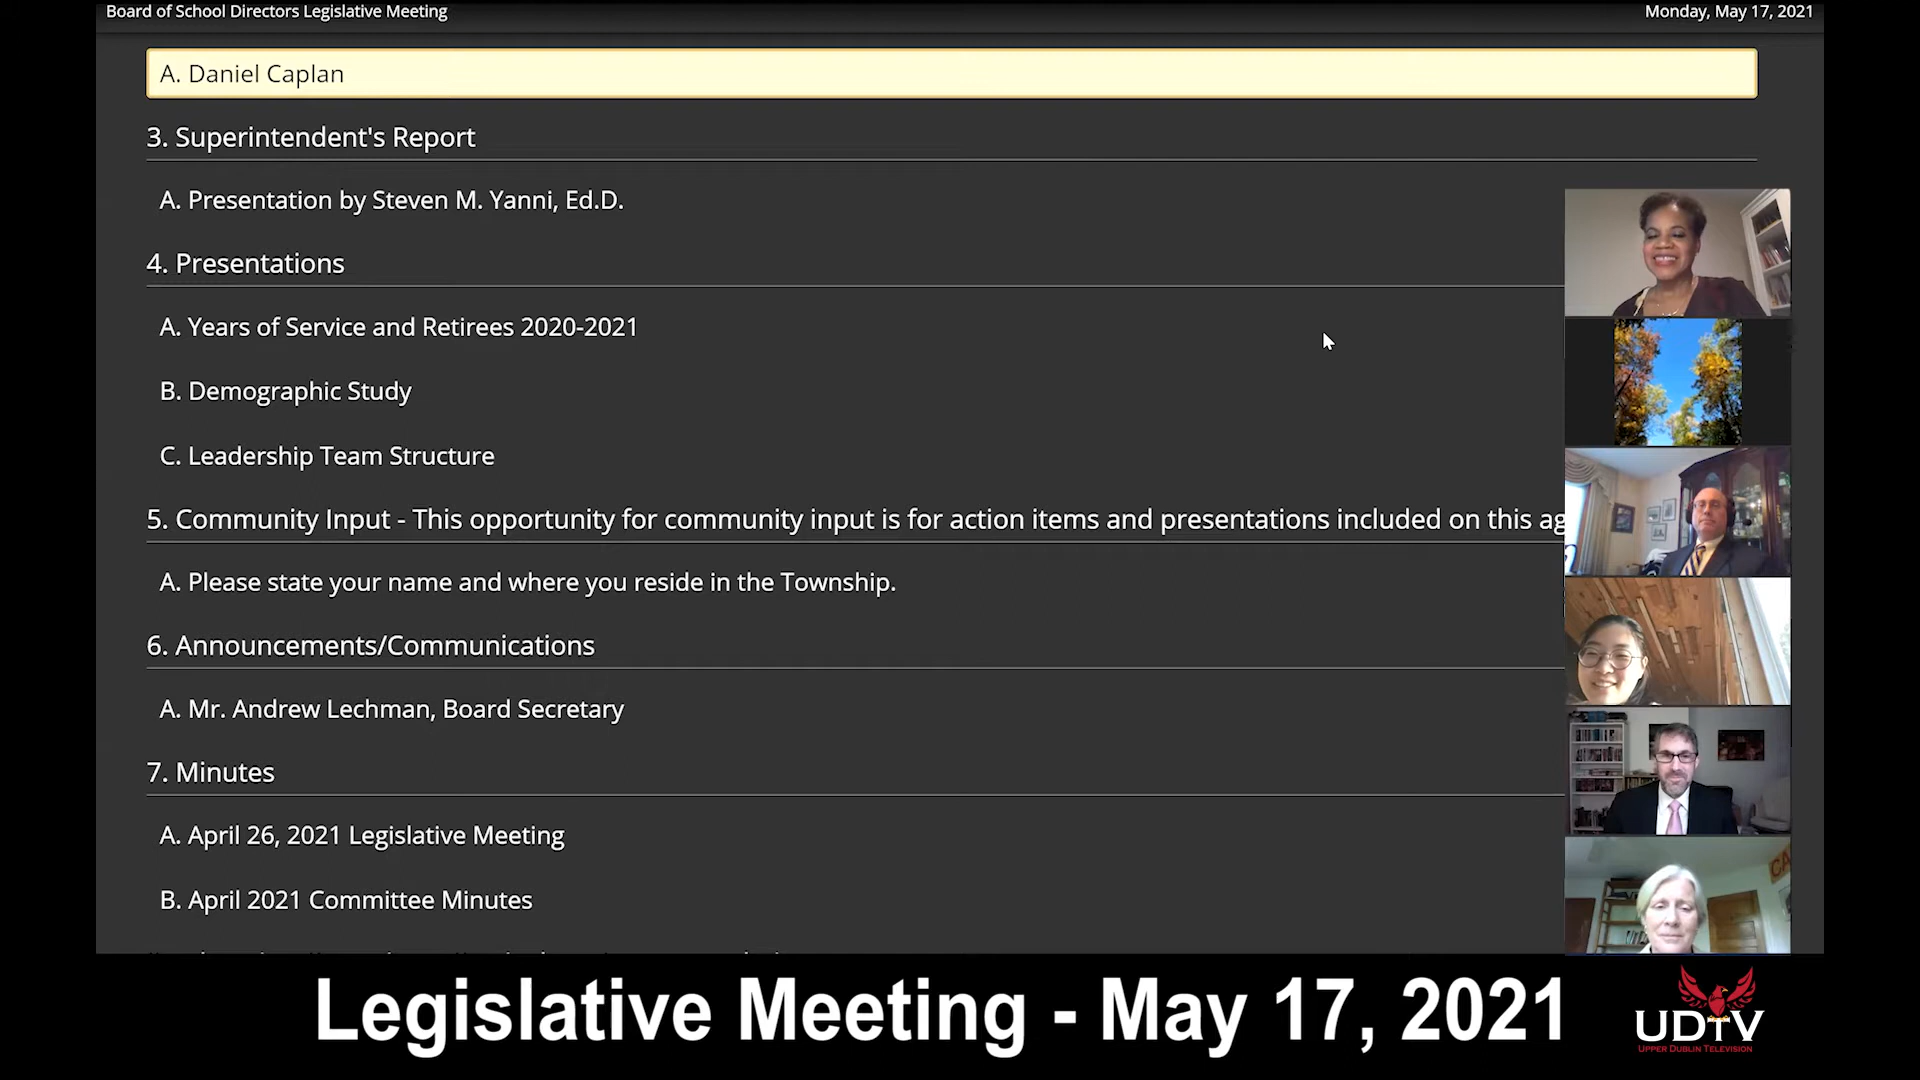 Board of School Directors Legislative Meeting
Monday, May 17, 2021
A. Daniel Caplan
3. Superintendent's Report
A. Presentation by Steven M. Yanni, Ed.D.
4. Presentations
A. Years of Service and Retirees 2020-2021
B. Demographic Study
C. Leadership Team Structure
5. Community Input - This opportunity for community input is for action items and presentations included on this ag
A. Please state your name and where you reside in the Township.
6. Announcements/Communications
A. Mr. Andrew Lechman, Board Secretary
7. Minutes
A. April 26, 2021 Legislative Meeting
B. April 2021 Committee Minutes
CA
Legislative Meeting - May 17, 2021
UDTV
UPPER DUBLIN TELEVISION